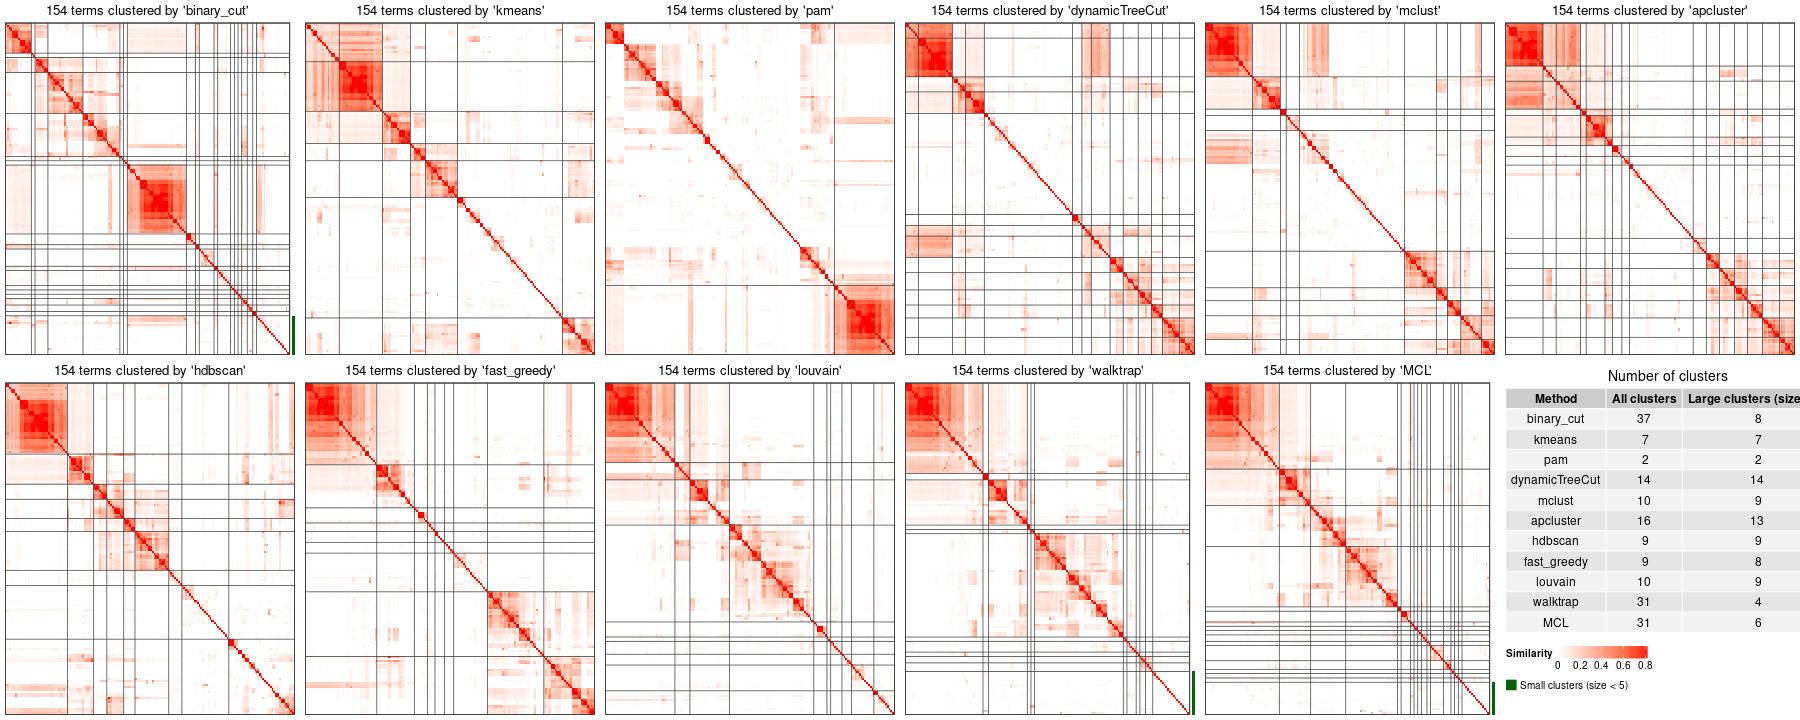 154 terms clustered by 'binary_cut'
154 terms clustered by 'kmeans'
154 terms clustered by 'pam'
154 terms clustered by 'dynamicTreeCut'
154 terms clustered by 'mclust'
154 terms clustered by 'apcluster'
154 terms clustered by 'hdbscan'
154 terms clustered by 'fast_greedy'
154 terms clustered by 'louvain'
154 terms clustered by 'walktrap'
154 terms clustered by 'MCL'
Number of clusters
Method All clusters Large clusters (size
binary_cut 37 8
kmeans 7 7
pam 2 2
dynamicTreeCut 14 14
mclust 10 9
apcluster 16 13
hdbscan 9 9
fast_greedy 9 8
louvain 10 9
walktrap 31 4
MCL 31 6
Similarity
0 0.2 0.4 0.6 0.8
Small clusters (size < 5)